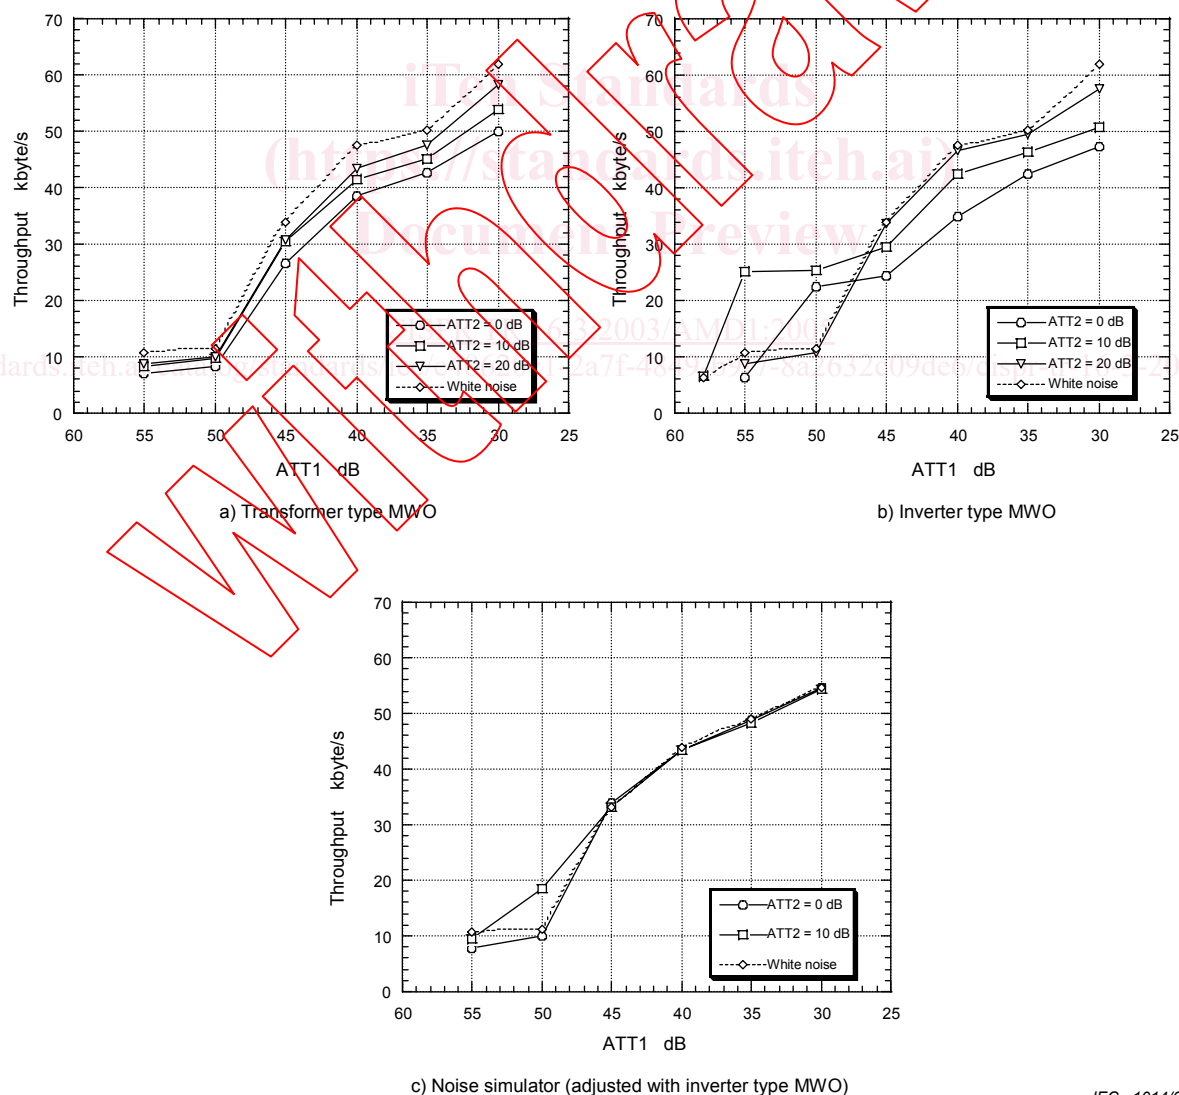 70
60
50
40
30
20
10
0
60 55 50 45 40 35 30 25
Throughput kbyte/s
ATT1 dB
ATT2 = 0 dB
ATT2 = 10 dB
ATT2 = 20 dB
White noise
a) Transformer type MWO
70
60
50
40
30
20
10
0
60 55 50 45 40 35 30 25
Throughput kbyte/s
ATT1 dB
ATT2 = 0 dB
ATT2 = 10 dB
ATT2 = 20 dB
White noise
b) Inverter type MWO
iTeh Standards
(https://standards.iteh.ai)
Document Preview
2003/AMD1:200
70
60
50
40
30
20
10
0
60 55 50 45 40 35 30 25
Throughput kbyte/s
ATT1 dB
ATT2 = 0 dB
ATT2 = 10 dB
White noise
c) Noise simulator (adjusted with inverter type MWO)
Withdra